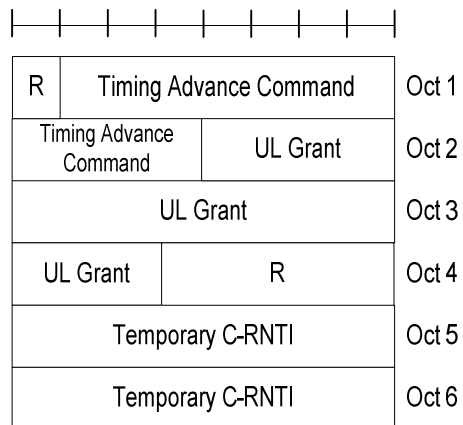 R Timing Advance Command Oct 1
Timing Advance
Command UL Grant Oct 2
UL Grant Oct 3
UL Grant R Oct 4
Temporary C-RNTI Oct 5
Temporary C-RNTI Oct 6